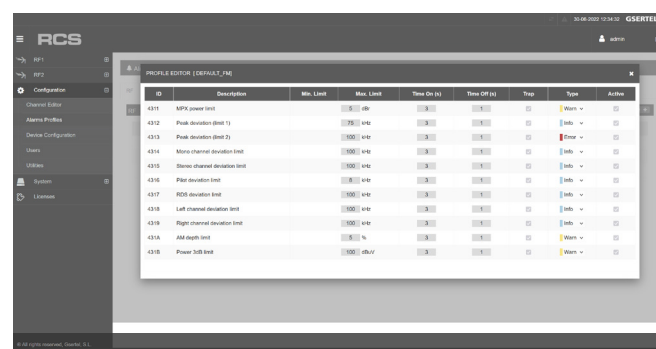 30-06-2022 12:34:32 GSERTEL
RCS
admin
RF1
RF2
Configuration
Channel Editor
Alarms Profiles
Device Configuration
Users
Utilities
System
Licenses
PROFILE EDITOR [ DEFAULT_FM]
ID Description Min. Limit Max. Limit Time On (s) Time Off (s) Trap Type Active
4311 MPX power limit 5 dBr 3 1 Warn
4312 Peak deviation (limit 1) 75 kHz 3 1 Info
4313 Peak deviation (limit 2) 100 kHz 3 1 Error
4314 Mono channel deviation limit 100 kHz 3 1 Info
4315 Stereo channel deviation limit 100 kHz 3 1 Info
4316 Pilot deviation limit 8 kHz 3 1 Info
4317 RDS deviation limit 100 kHz 3 1 Info
4318 Left channel deviation limit 100 kHz 3 1 Info
4319 Right channel deviation limit 100 kHz 3 1 Info
431A AM depth limit 5 % 3 1 Warn
431B Power 3dB limit 100 dBuV 3 1 Warn
© All rights reserved, Gsertel, S.L.